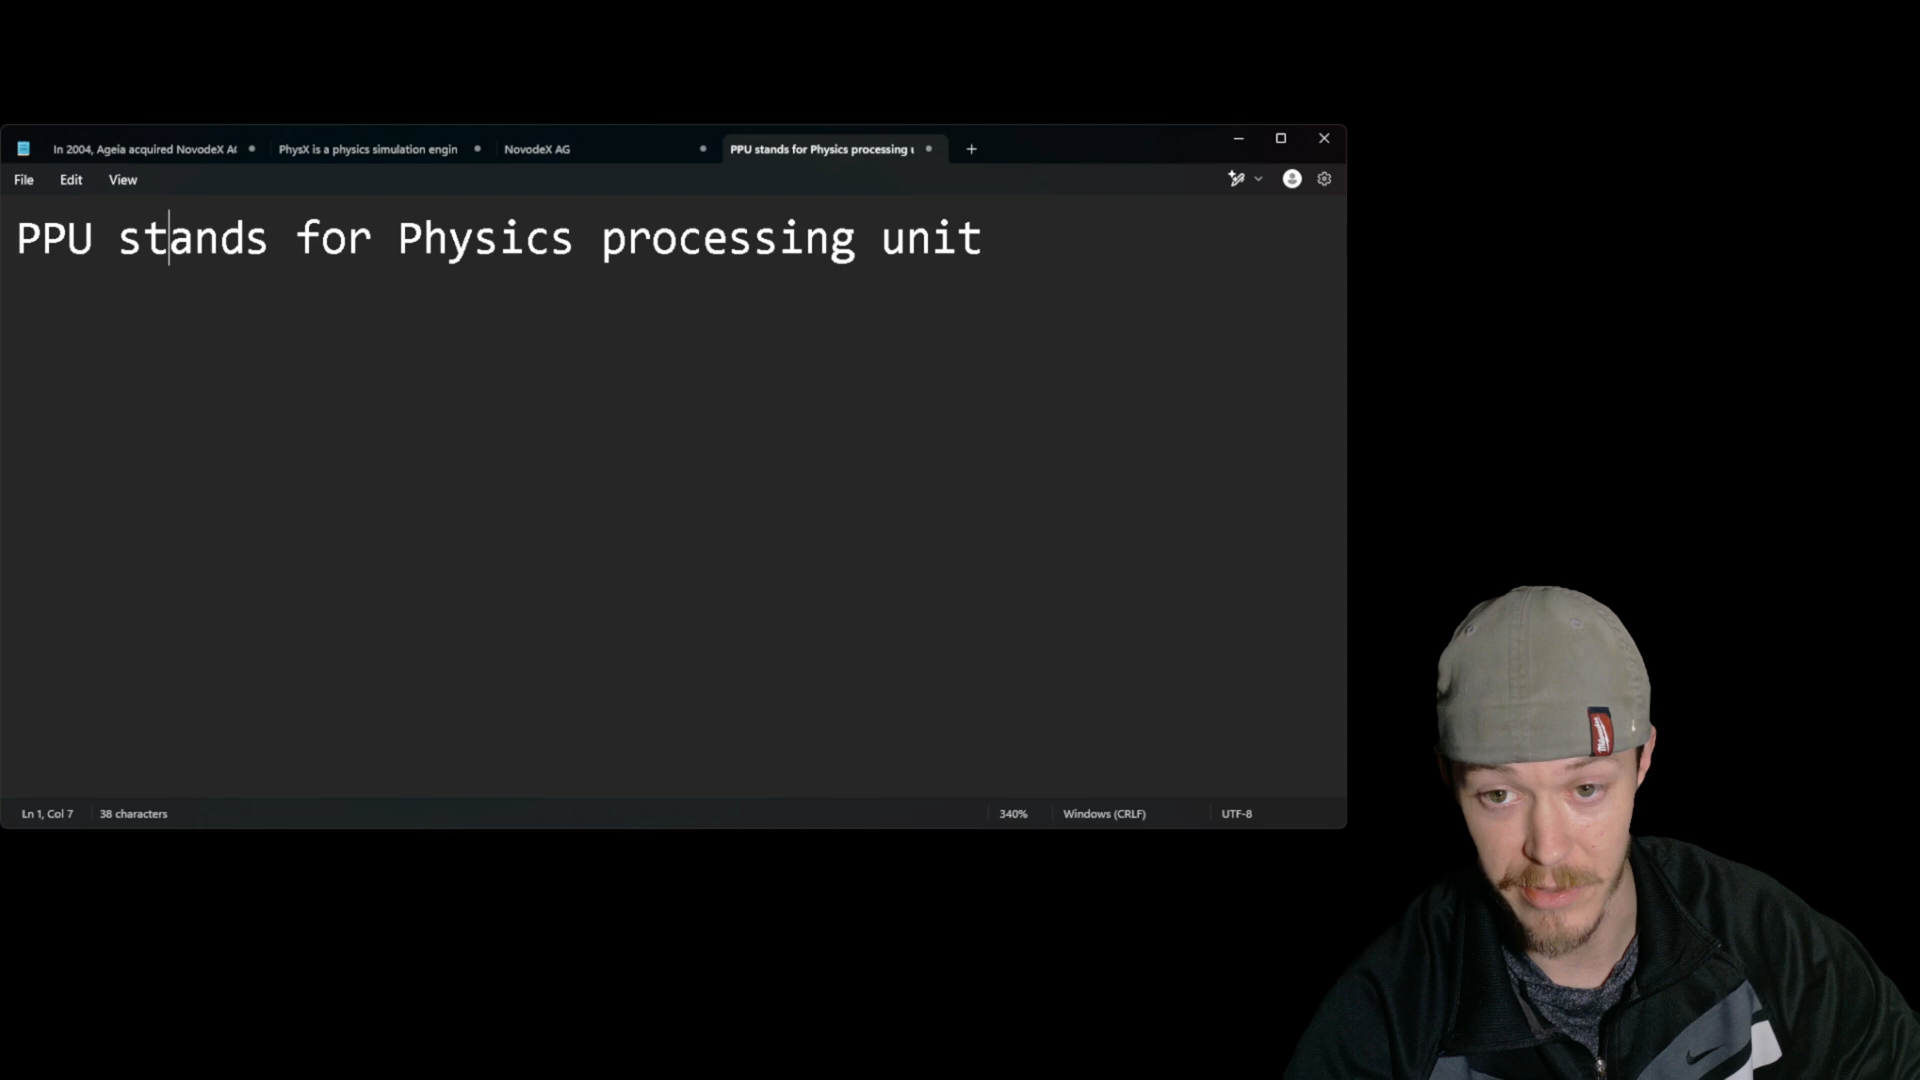 In 2004, Ageia acquired NovodeX A
PhysX is a physics simulation engin
NovodeX AG
PPU stands for Physics processing
File Edit View
PPU stands for Physics processing unit
Milwaukee
Ln 1, Col 7
38 characters
340%
Windows (CRLF)
UTF-8